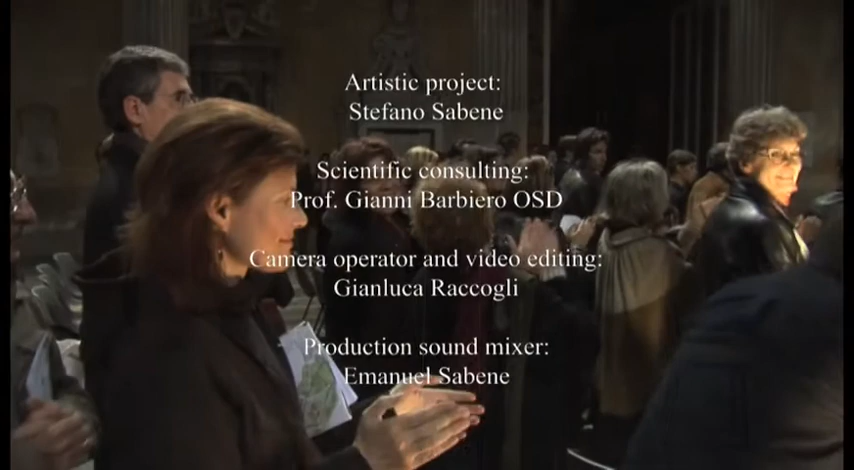 Artistic project:
Stefano Sabene
Scientific consulting:
Prof. Gianni Barbiero OSD
Camera operator and video editing:
Gianluca Raccogli
Production sound mixer:
Emanuel Sabene